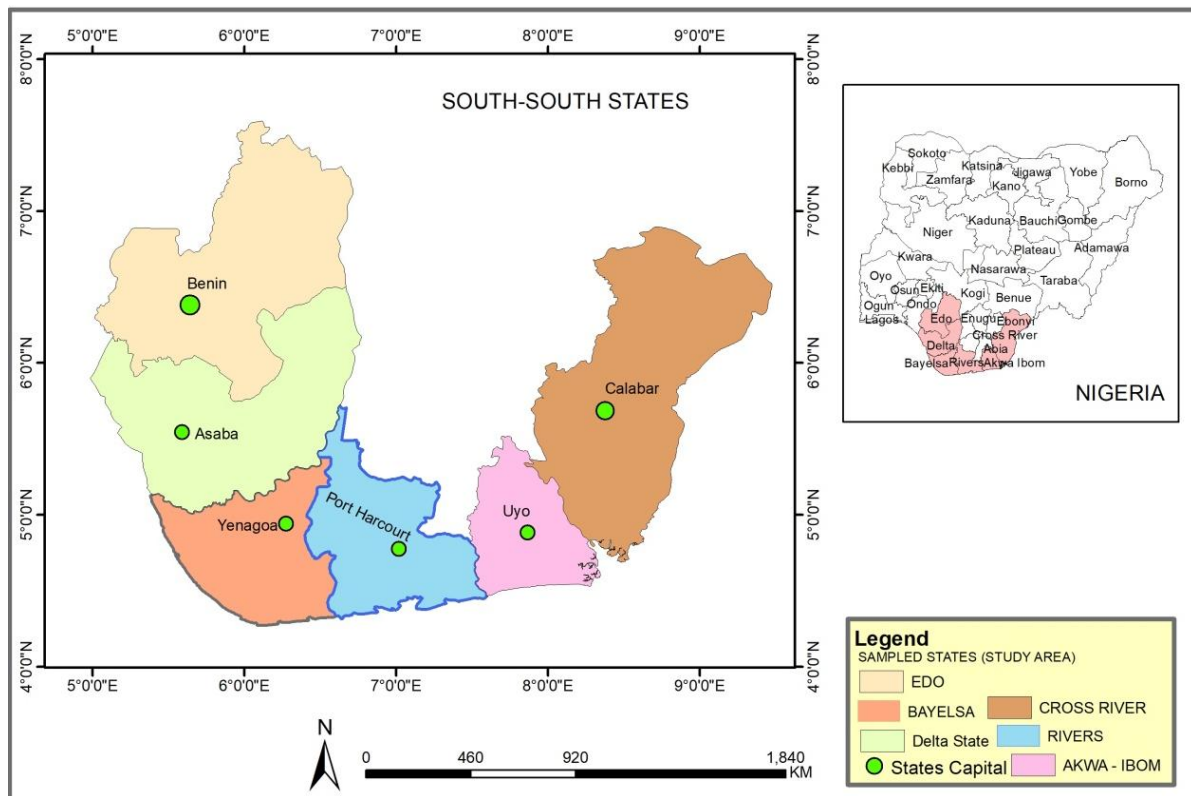 5°0'0"E 6°0'0"E 7°0'0"E 8°0'0"E 9°0'0"E
8°0'0"N
7°0'0"N
6°0'0"N
5°0'0"N
4°0'0"N
SOUTH-SOUTH STATES
Benin
Calabar
Asaba
Yenagoa
Port Harcourt
Uyo
8°0'0"N
7°0'0"N
6°0'0"N
5°0'0"N
4°0'0"N
5°0'0"E 6°0'0"E 7°0'0"E 8°0'0"E 9°0'0"E
Sokoto
Kebbi
Katsina
Jigawa
Yobe
Borno
Zamfara
Kano
Kaduna
Bauchi
Gombe
Niger
Adamawa
Plateau
Kwara
Nasarawa
Taraba
Oyo
Osun
Ekiti
Kogi
Benue
Ogun
Ondo
Lagos
Edo
Enugu
Ebonyi
Cross River
Delta
Abia
Bayelsa
Rivers
Akwa Ibom
NIGERIA
N
0 460 920 1,840
KM
Legend
SAMPLED STATES (STUDY AREA)
EDO
BAYELSA CROSS RIVER
Delta State RIVERS
States Capital AKWA - IBOM